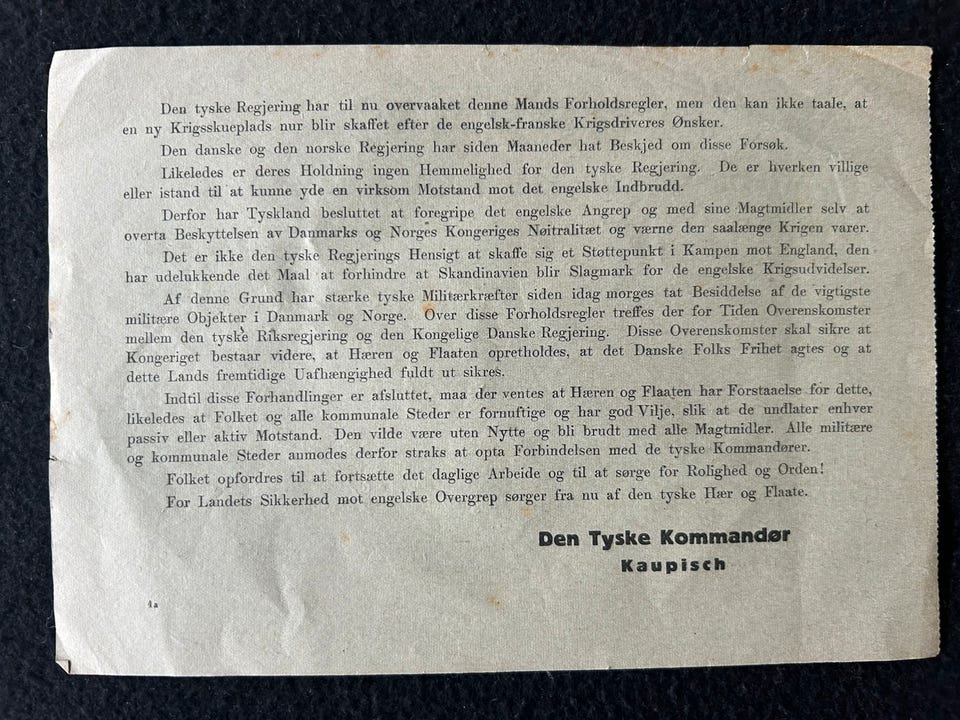 Den tyske Regjering har til nu overvaaket denne Mands Forholdsregler, men den kan ikke taale, at
en ny Krigsskueplads nur blir skaffet efter de engelsk-franske Krigsdriveres Ønsker.
Den danske og den norske Regjering har siden Maaneder hat Beskjed om disse Forsøk.
Likeledes er deres Holdning ingen Hemmelighed for den tyske Regjering. De er hverken villige
eller istand til at kunne yde en virksom Motstand mot det engelske Indbrudd.
Derfor har Tyskland besluttet at foregripe det engelske Angrep og med sine Magtmidler selv at
overta Beskyttelsen av Danmarks og Norges Kongeriges Nøitralitæt og værne den saalænge Krigen varer.
Det er ikke den tyske Regjerings Hensigt at skaffe sig et Støttepunkt i Kampen mot England, den
har udelukkende det Maal at forhindre at Skandinavien blir Slagmark for de engelske Krigsudvidelser.
Af denne Grund har stærke tyske Militærkræfter siden idag morges tat Besiddelse af de vigtigste
militære Objekter i Danmark og Norge. Over disse Forholdsregler treffes der for Tiden Overenskomster
mellem den tyske Riksregjering og den Kongelige Danske Regjering. Disse Overenskomster skal sikre at
Kongeriget bestaar videre, at Hæren og Flaaten opretholdes, at det Danske Folks Frihet agtes og at
dette Lands fremtidige Uafhængighed fuldt ut sikres.
Indtil disse Forhandlinger er afsluttet, maa der ventes at Hæren og Flaaten har Forstaaelse for dette,
likeledes at Folket og alle kommunale Steder er fornuftige og har god Vilje, slik at de undlater enhver
passiv eller aktiv Motstand. Den vilde være uten Nytte og bli brudt med alle Magtmidler. Alle militære
og kommunale Steder anmodes derfor straks at opta Forbindelsen med de tyske Kommandører.
Folket opfordres til at fortsætte det daglige Arbeide og til at sørge for Rolighed og Orden!
For Landets Sikkerhed mot engelske Overgrep sørger fra nu af den tyske Hær og Flaate.
Den Tyske Kommandør
Kaupisch
4a